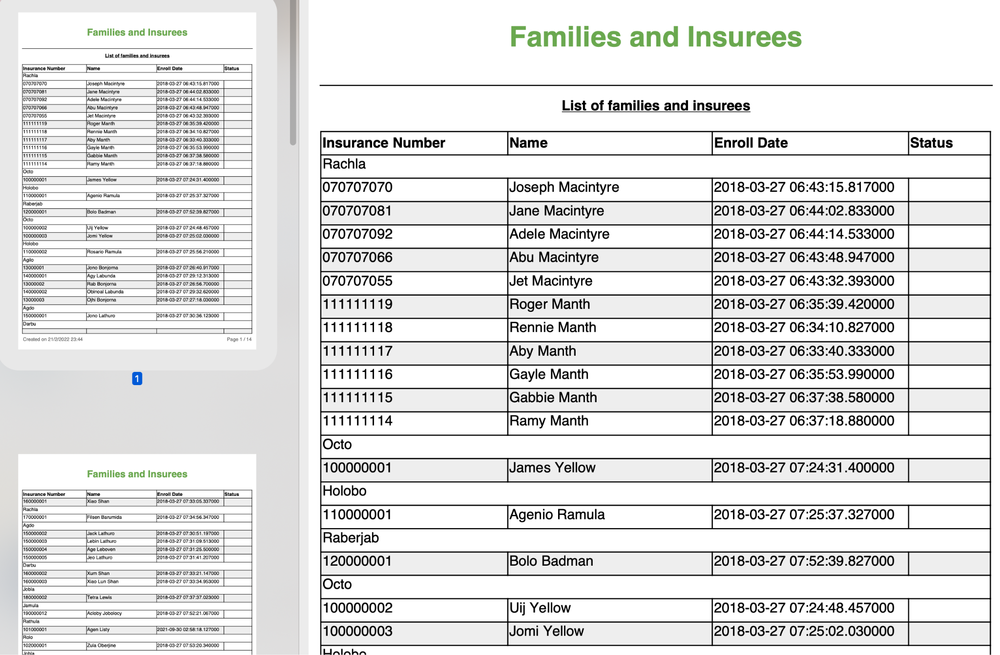 Families and Insurees
List of families and insurees
Insurance Number Name Enroll Date Status
Rachla
070707070 Joseph Macintyre 2018-03-27 06:43:15.817000
070707081 Jane Macintyre 2018-03-27 06:44:02.833000
070707092 Adele Macintyre 2018-03-27 06:44:14.533000
070707066 Abu Macintyre 2018-03-27 06:43:48.947000
070707055 Jet Macintyre 2018-03-27 06:43:32.393000
111111119 Roger Manth 2018-03-27 06:35:39.420000
111111118 Rennie Manth 2018-03-27 06:34:10.827000
111111117 Aby Manth 2018-03-27 06:33:40.333000
111111116 Gayle Manth 2018-03-27 06:35:53.990000
111111115 Gabbie Manth 2018-03-27 06:37:38.580000
111111114 Ramy Manth 2018-03-27 06:37:18.880000
Octo
100000001 James Yellow 2018-03-27 07:24:31.400000
Holobo
110000001 Agenio Ramula 2018-03-27 07:25:37.327000
Raberjab
120000001 Bolo Badman 2018-03-27 07:52:39.827000
Octo
100000002 Uij Yellow 2018-03-27 07:24:48.457000
100000003 Jomi Yellow 2018-03-27 07:25:02.030000
Holobo
110000002 Rosario Ramula 2018-03-27 07:25:56.210000
Agilo
13000001 Jono Bonjorna 2018-03-27 07:26:40.917000
140000001 Agy Labunda 2018-03-27 07:29:12.313000
13000002 Rab Bonjorna 2018-03-27 07:26:56.700000
140000002 Obinoal Labunda 2018-03-27 07:29:32.620000
13000003 Ojhi Bonjorna 2018-03-27 07:27:18.030000
Agdo
150000001 Jono Lathuro 2018-03-27 07:30:36.123000
Darbu
Created on 21/2/2022 23:44 Page 1 / 14
1
Families and Insurees
Insurance Number Name Enroll Date Status
160000001 Xiao Shan 2018-03-27 07:33:05.337000
Rachla
170000001 Filsen Barumida 2018-03-27 07:34:56.347000
Agdo
150000002 Jack Lathuro 2018-03-27 07:30:51.197000
150000003 Lebin Lathuro 2018-03-27 07:31:09.513000
150000004 Age Leboven 2018-03-27 07:31:25.500000
150000005 Jeo Lathuro 2018-03-27 07:31:41.207000
Darbu
160000002 Xum Shan 2018-03-27 07:33:21.147000
160000003 Xiao Lun Shan 2018-03-27 07:33:34.953000
Jobla
180000002 Tetra Lewis 2018-03-27 07:37:37.023000
Jamula
190000012 Acloby Jobolocy 2018-03-27 07:52:21.067000
Rathula
101000001 Agen Listy 2021-09-30 02:58:18.127000
Rolo
102000001 Zula Oberjine 2018-03-27 07:53:20.340000
Jobla
Families and Insurees
List of families and insurees
Insurance Number Name Enroll Date Status
Rachla
070707070 Joseph Macintyre 2018-03-27 06:43:15.817000
070707081 Jane Macintyre 2018-03-27 06:44:02.833000
070707092 Adele Macintyre 2018-03-27 06:44:14.533000
070707066 Abu Macintyre 2018-03-27 06:43:48.947000
070707055 Jet Macintyre 2018-03-27 06:43:32.393000
111111119 Roger Manth 2018-03-27 06:35:39.420000
111111118 Rennie Manth 2018-03-27 06:34:10.827000
111111117 Aby Manth 2018-03-27 06:33:40.333000
111111116 Gayle Manth 2018-03-27 06:35:53.990000
111111115 Gabbie Manth 2018-03-27 06:37:38.580000
111111114 Ramy Manth 2018-03-27 06:37:18.880000
Octo
100000001 James Yellow 2018-03-27 07:24:31.400000
Holobo
110000001 Agenio Ramula 2018-03-27 07:25:37.327000
Raberjab
120000001 Bolo Badman 2018-03-27 07:52:39.827000
Octo
100000002 Uij Yellow 2018-03-27 07:24:48.457000
100000003 Jomi Yellow 2018-03-27 07:25:02.030000
Holobo